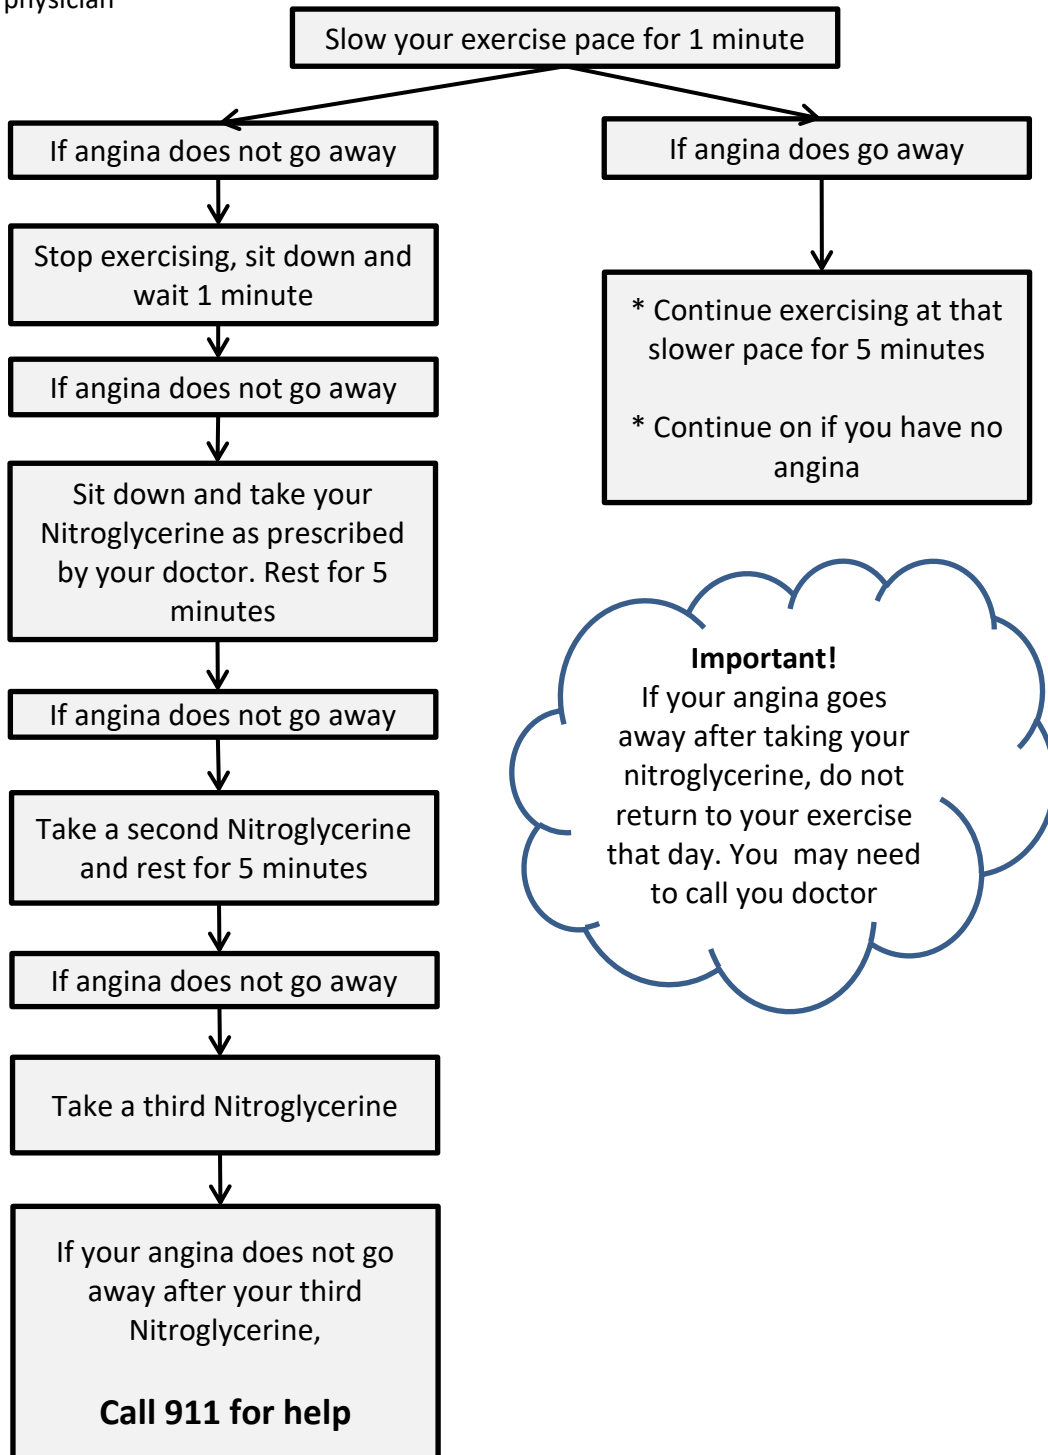 physician
Slow your exercise pace for 1 minute
If angina does not go away
If angina does go away
Stop exercising, sit down and
wait 1 minute
* Continue exercising at that
slower pace for 5 minutes
* Continue on if you have no
angina
If angina does not go away
Sit down and take your
Nitroglycerine as prescribed
by your doctor. Rest for 5
minutes
If angina does not go away
Take a second Nitroglycerine
and rest for 5 minutes
If angina does not go away
Take a third Nitroglycerine
If your angina does not go
away after your third
Nitroglycerine,
Call 911 for help
Important!
If your angina goes
away after taking your
nitroglycerine, do not
return to your exercise
that day. You  may need
to call you doctor